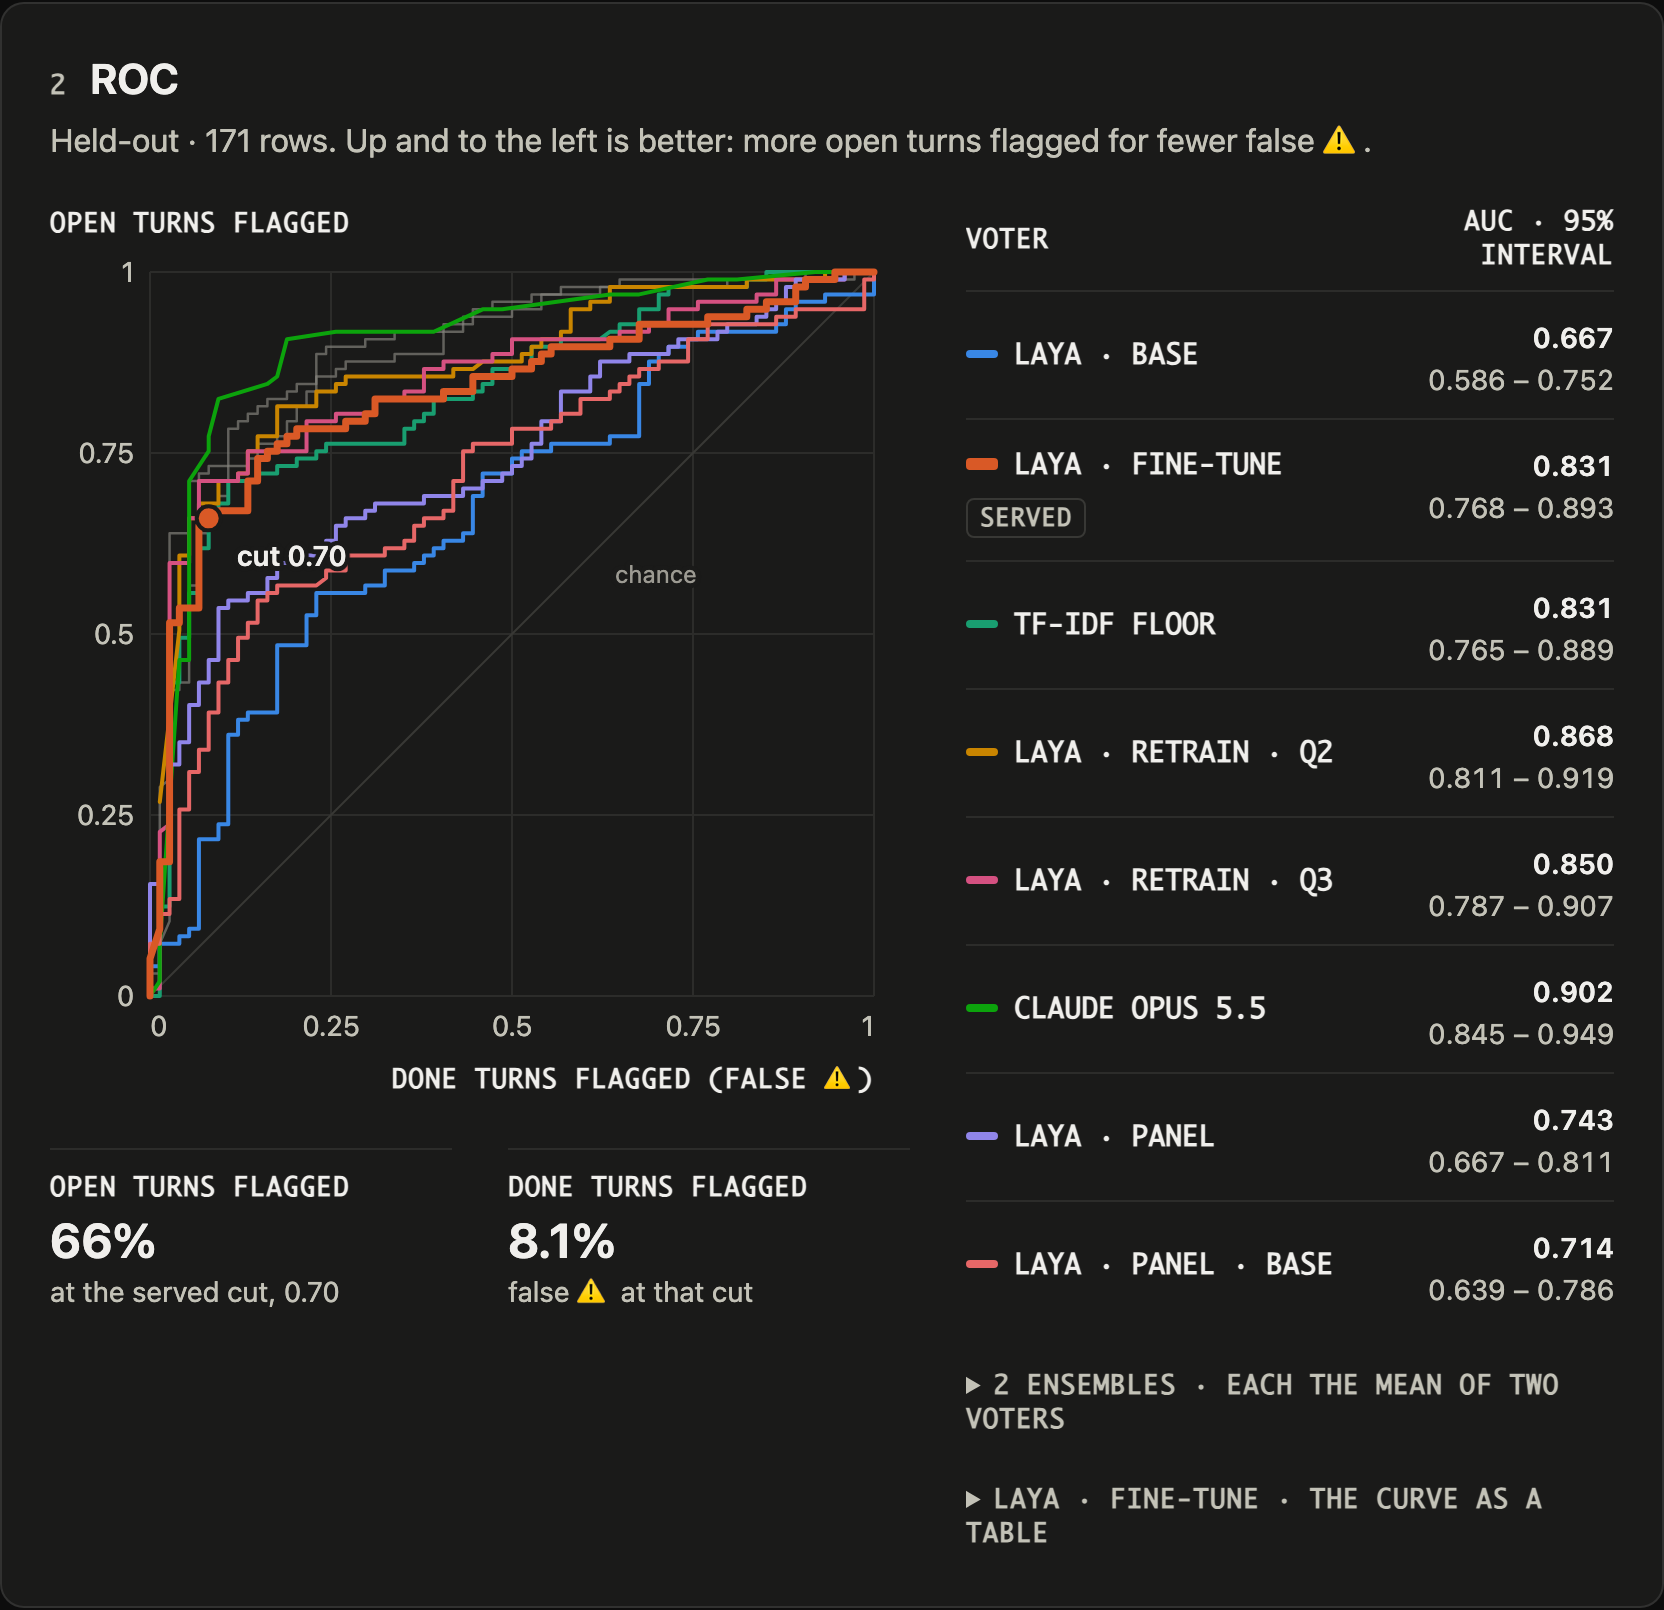 2 ROC
Held-out · 171 rows. Up and to the left is better: more open turns flagged for fewer false ⚠️ .
OPEN TURNS FLAGGED
1
0.75
0.5
0.25
0
cut 0.70
chance
0 0.25 0.5 0.75 1
DONE TURNS FLAGGED (FALSE ⚠️ )
OPEN TURNS FLAGGED
66%
at the served cut, 0.70
DONE TURNS FLAGGED
8.1%
false ⚠️ at that cut
VOTER
AUC · 95%
INTERVAL
LAYA · BASE
0.667
0.586 – 0.752
LAYA · FINE-TUNE
SERVED
0.831
0.768 – 0.893
TF-IDF FLOOR
0.831
0.765 – 0.889
LAYA · RETRAIN · Q2
0.868
0.811 – 0.919
LAYA · RETRAIN · Q3
0.850
0.787 – 0.907
CLAUDE OPUS 5.5
0.902
0.845 – 0.949
LAYA · PANEL
0.743
0.667 – 0.811
LAYA · PANEL · BASE
0.714
0.639 – 0.786
▶ 2 ENSEMBLES · EACH THE MEAN OF TWO
VOTERS
▶ LAYA · FINE-TUNE · THE CURVE AS A
TABLE